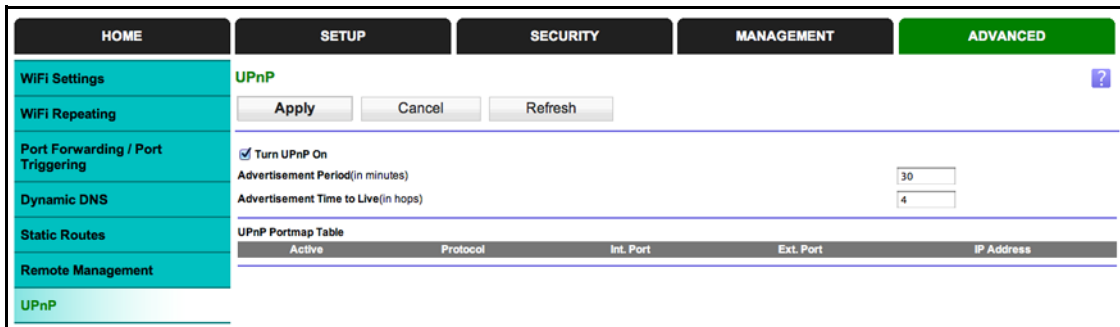 HOME SETUP SECURITY MANAGEMENT ADVANCED
WiFi Settings
WiFi Repeating
Port Forwarding / Port
Triggering
Dynamic DNS
Static Routes
Remote Management
UPnP
UPnP
?
Apply Cancel Refresh
Turn UPnP On
Advertisement Period(in minutes) 30
Advertisement Time to Live(in hops) 4
UPnP Portmap Table
Active Protocol Int. Port Ext. Port IP Address